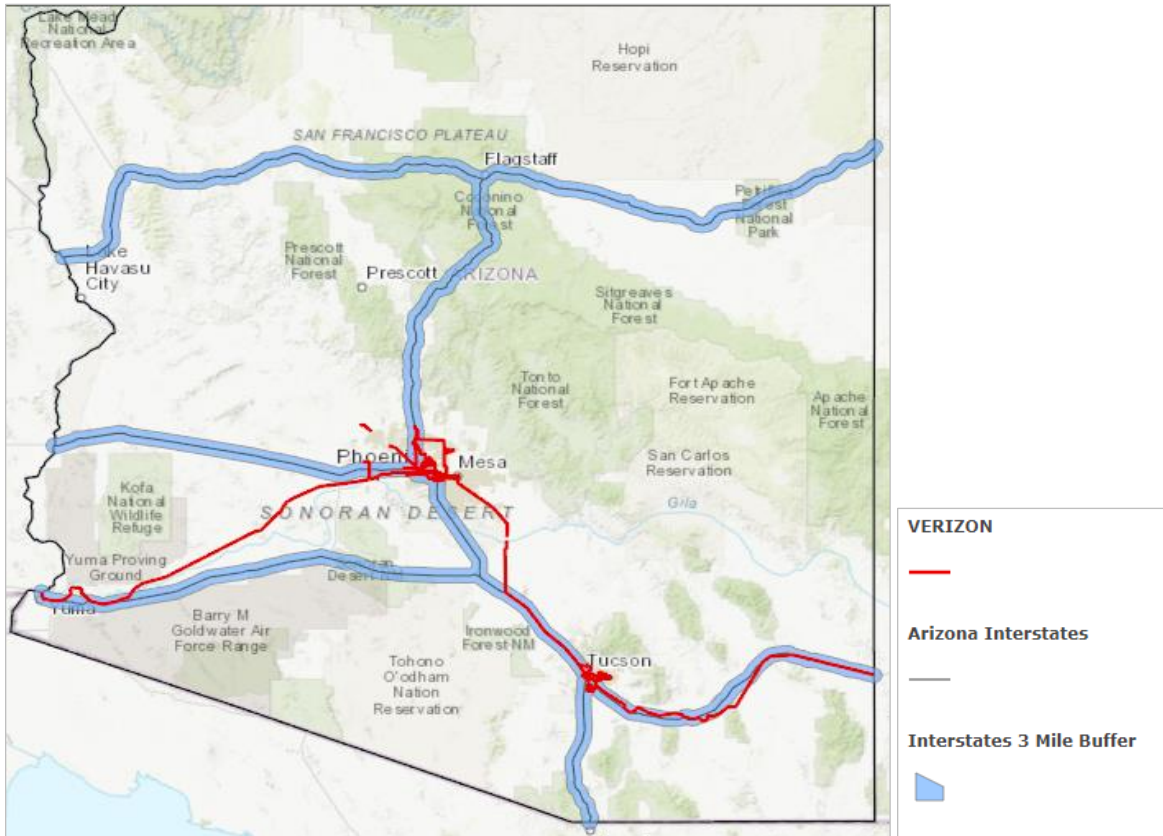 Lake Mead
National
Recreation Area
Hopi
Reservation
SAN FRANCISCO PLATEAU
Flagstaff
Coconino
National
Forest
Petrified
Forest
National
Park
Lake
Havasu
City
Prescott
National
Forest
Prescott
ARIZONA
Sitgreaves
National
Forest
Tonto
National
Forest
Fort Apache
Reservation
Apache
National
Forest
Phoeni
Mesa
San Carlos
Reservation
Kofa
National
Wildlife
Refuge
SONORAN DESERT
Gila
Yuma Proving
Ground
Desert NM
Yuma
Barry M
Goldwater Air
Force Range
Ironwood
Forest NM
Tucson
Tohono
O'odham
Nation
Reservation
VERIZON
Arizona Interstates
Interstates 3 Mile Buffer